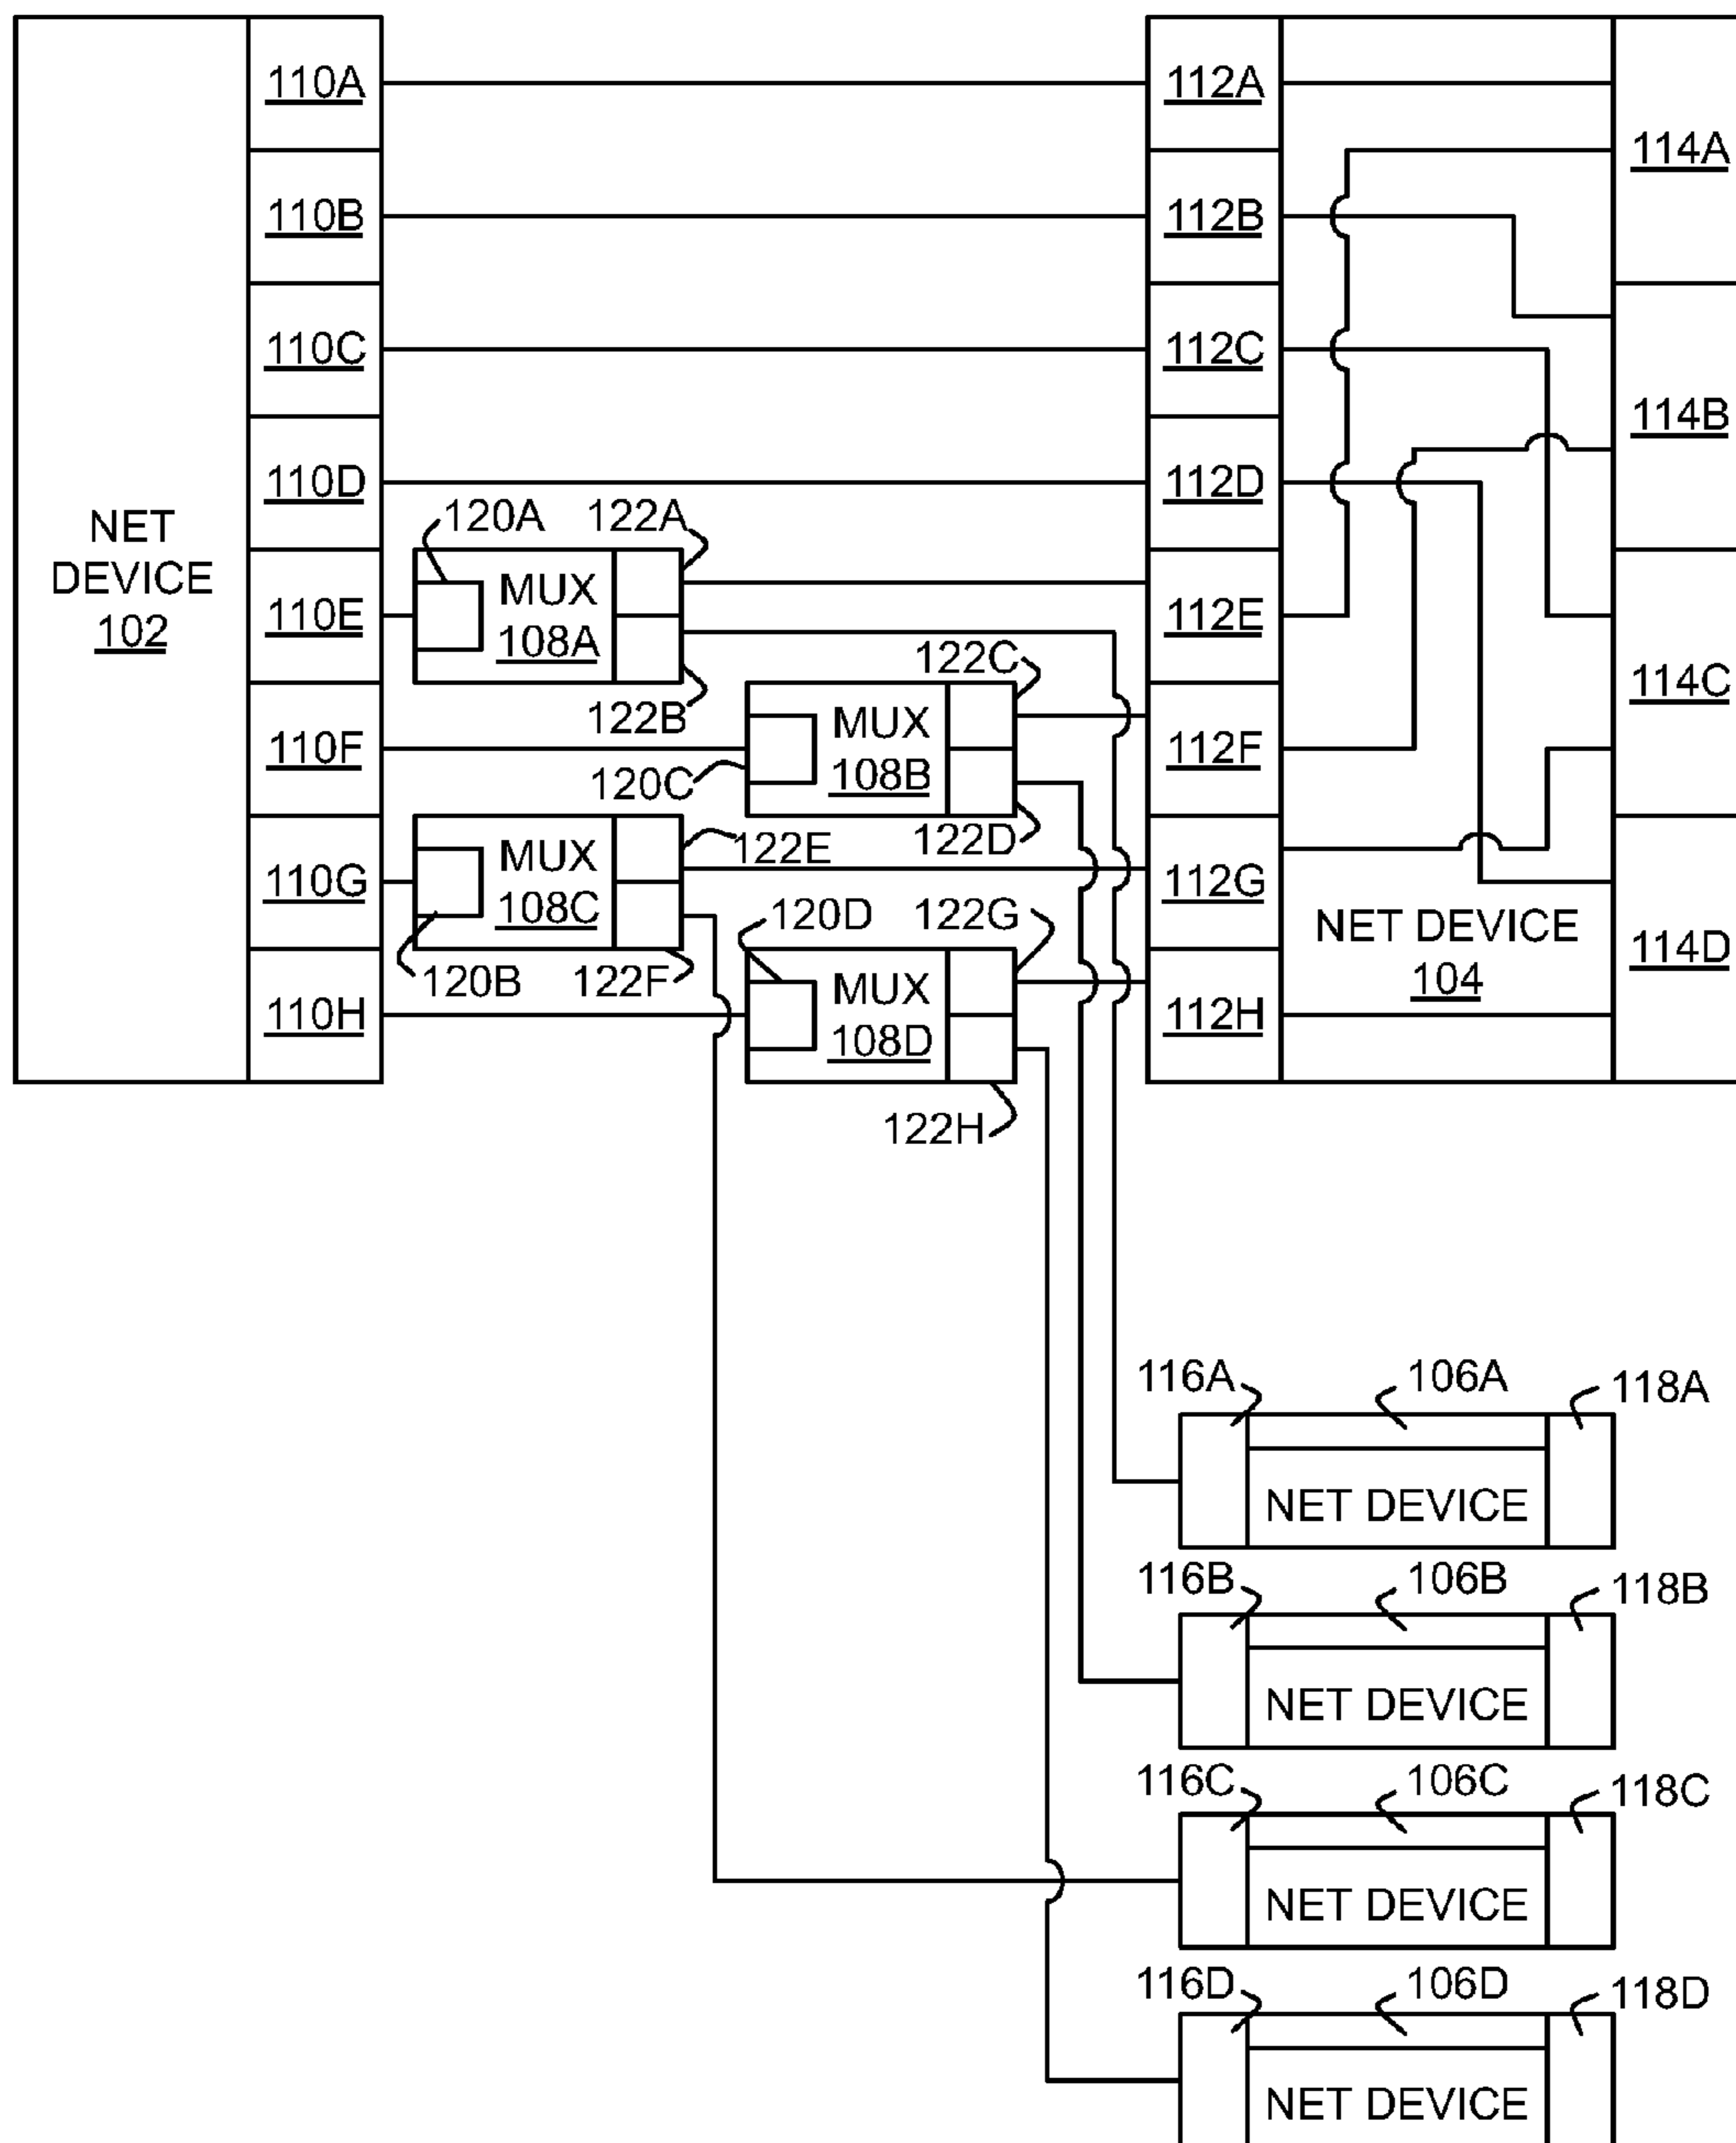 110A
112A
114A
110B
112B
110C
112C
114B
110D
112D
NET
DEVICE
102
120A
122A
110E
MUX
108A
112E
122B
122C
114C
110F
MUX
108B
112F
120C
122D
110G
MUX
108C
122E
112G
NET DEVICE
104
114D
120B
122F
120D
122G
110H
MUX
108D
112H
122H
116A
106A
118A
NET DEVICE
116B
106B
118B
NET DEVICE
116C
106C
118C
NET DEVICE
116D
106D
118D
NET DEVICE